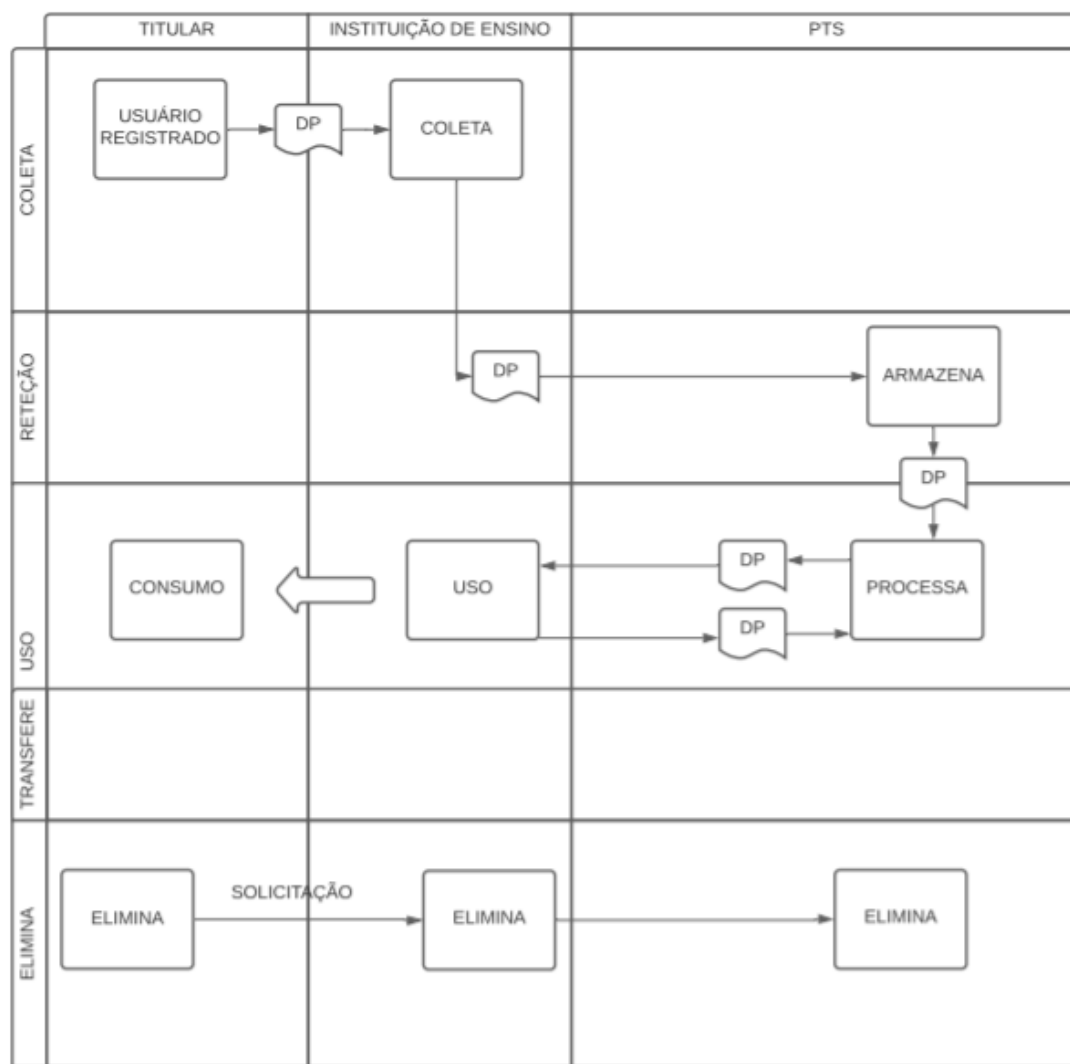 TITULAR
INSTITUIÇÃO DE ENSINO
PTS
COLETA
USUÁRIO
REGISTRADO
DP
COLETA
RETEÇÃO
DP
ARMAZENA
DP
USO
CONSUMO
USO
DP
DP
PROCESSA
TRANSFERE
ELIMINA
ELIMINA
SOLICITAÇÃO
ELIMINA
ELIMINA